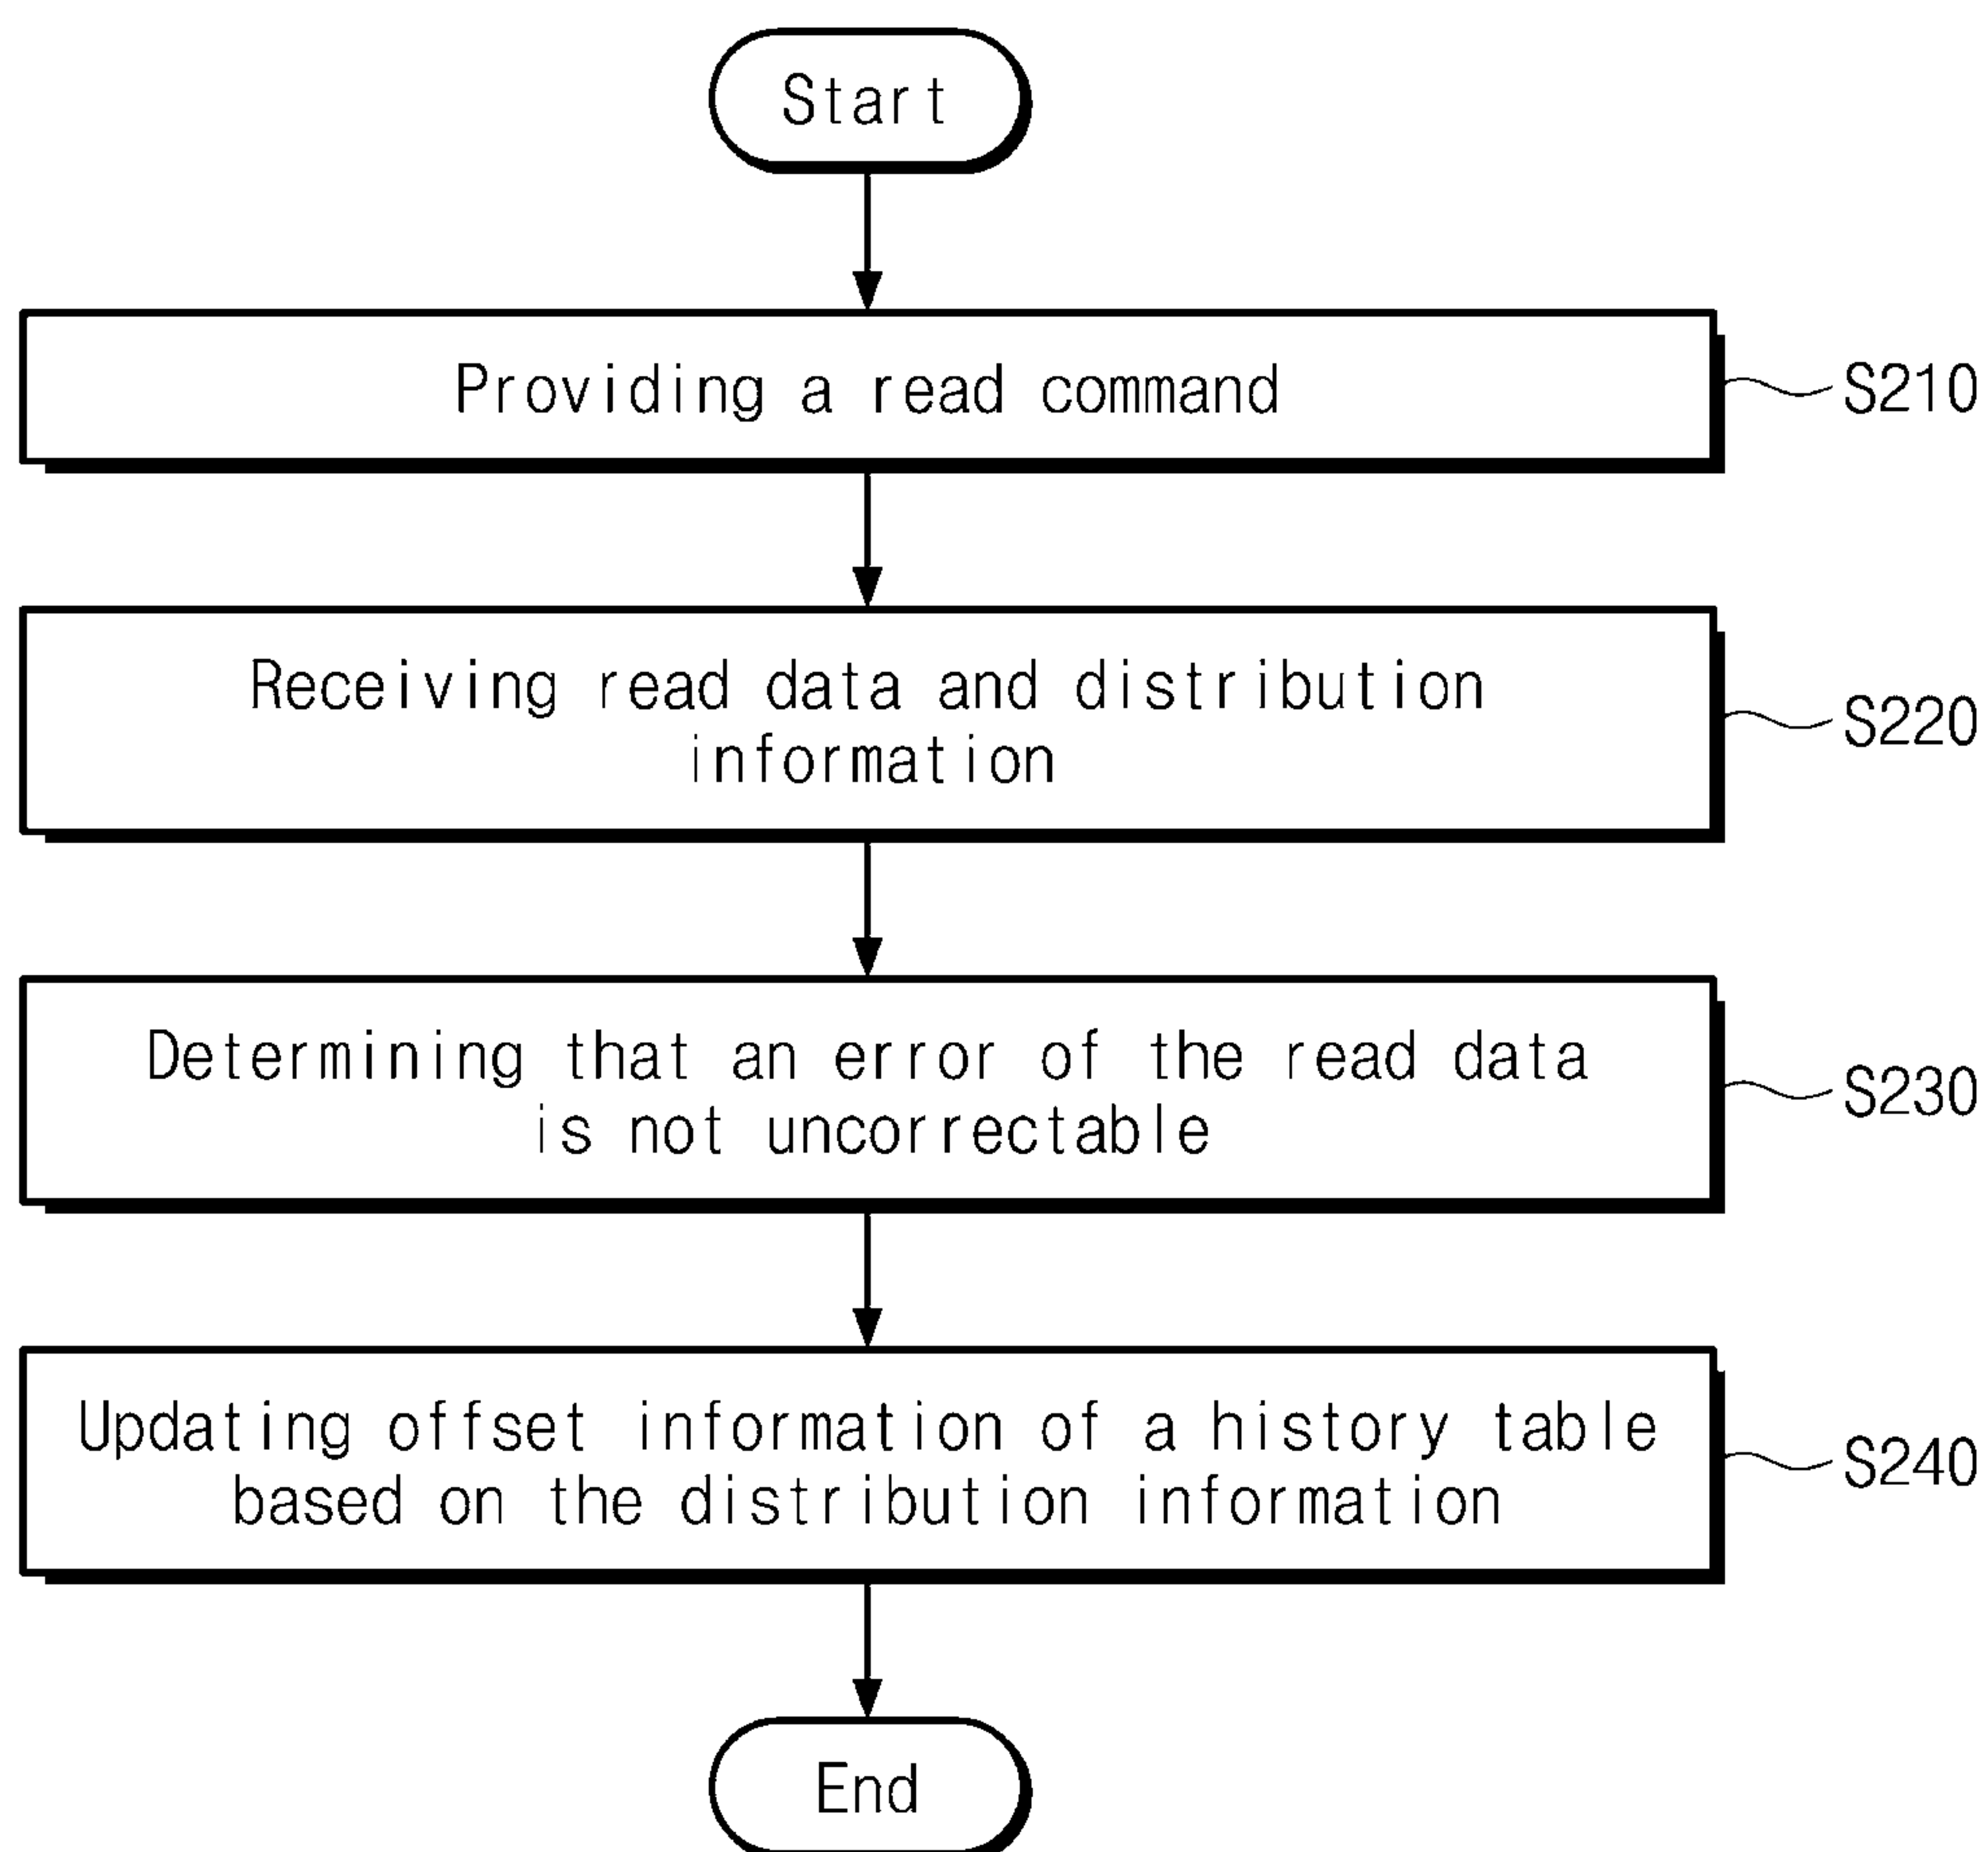 Start
Providing a read command
S210
Receiving read data and distribution
information
S220
Determining that an error of the read data
is not uncorrectable
S230
Updating offset information of a history table
based on the distribution information
S240
End